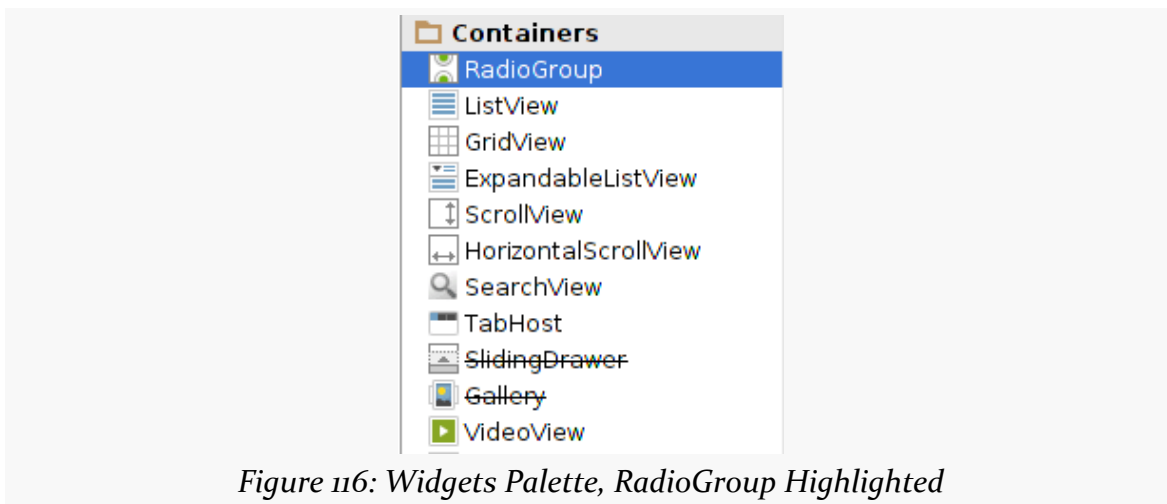 Containers
RadioGroup
ListView
GridView
ExpandableListView
ScrollView
HorizontalScrollView
SearchView
TabHost
SlidingDrawer
Gallery
VideoView
Figure 116: Widgets Palette, RadioGroup Highlighted